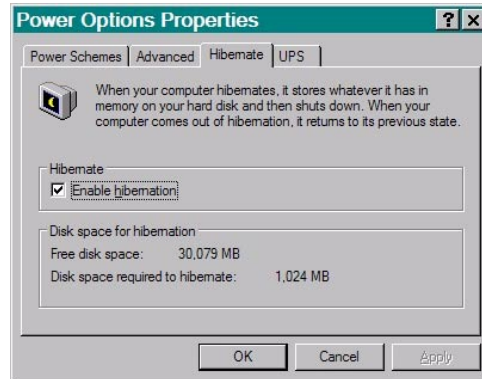 Power Options Properties
Power Schemes Advanced Hibernate UPS
When your computer hibernates, it stores whatever it has in
memory on your hard disk and then shuts down. When your
computer comes out of hibernation, it returns to its previous state.
Hibernate
Enable hibernation
Disk space for hibernation
Free disk space: 30,079 MB
Disk space required to hibernate: 1,024 MB
OK Cancel Apply